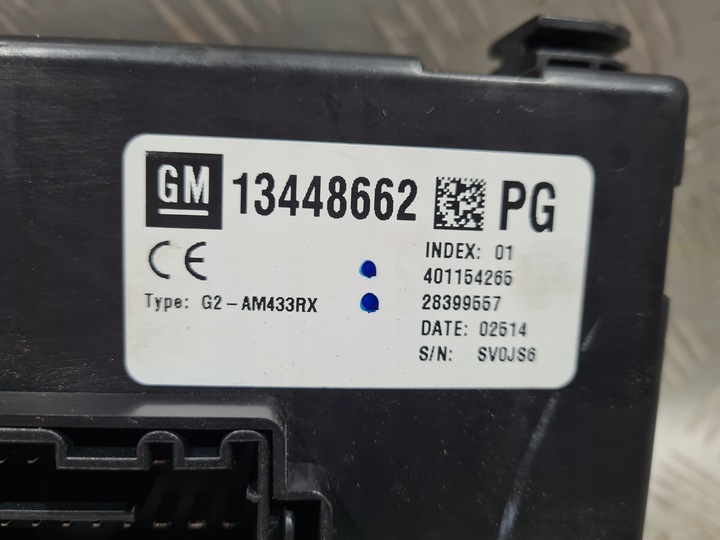 GM 13448662 PG
INDEX: 01
CE 401154265
Type: G2-AM433RX 28399557
DATE: 02514
S/N: SV0JS6